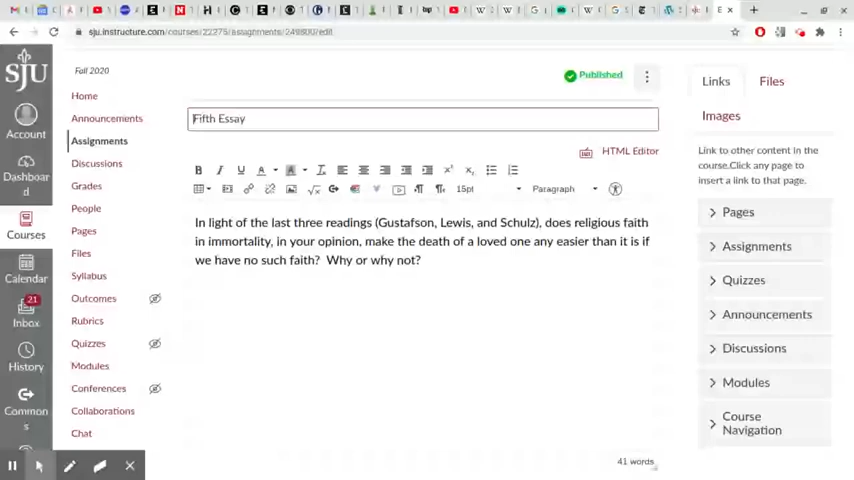 sju.instructure.com/courses/22275/assignments/249800/edit
SJU
Account
Dashboar
d
Courses
Calendar
21
Inbox
History
Common
s
Fall 2020
Home
Announcements
Assignments
Discussions
Grades
People
Pages
Files
Syllabus
Outcomes
Rubrics
Quizzes
Modules
Conferences
Collaborations
Chat
Published
Fifth Essay
HTML Editor
15pt Paragraph
In light of the last three readings (Gustafson, Lewis, and Schulz), does religious faith
in immortality, in your opinion, make the death of a loved one any easier than it is if
we have no such faith? Why or why not?
41 words
Links Files
Images
Link to other content in the
course.Click any page to
insert a link to that page.
Pages
Assignments
Quizzes
Announcements
Discussions
Modules
Course
Navigation